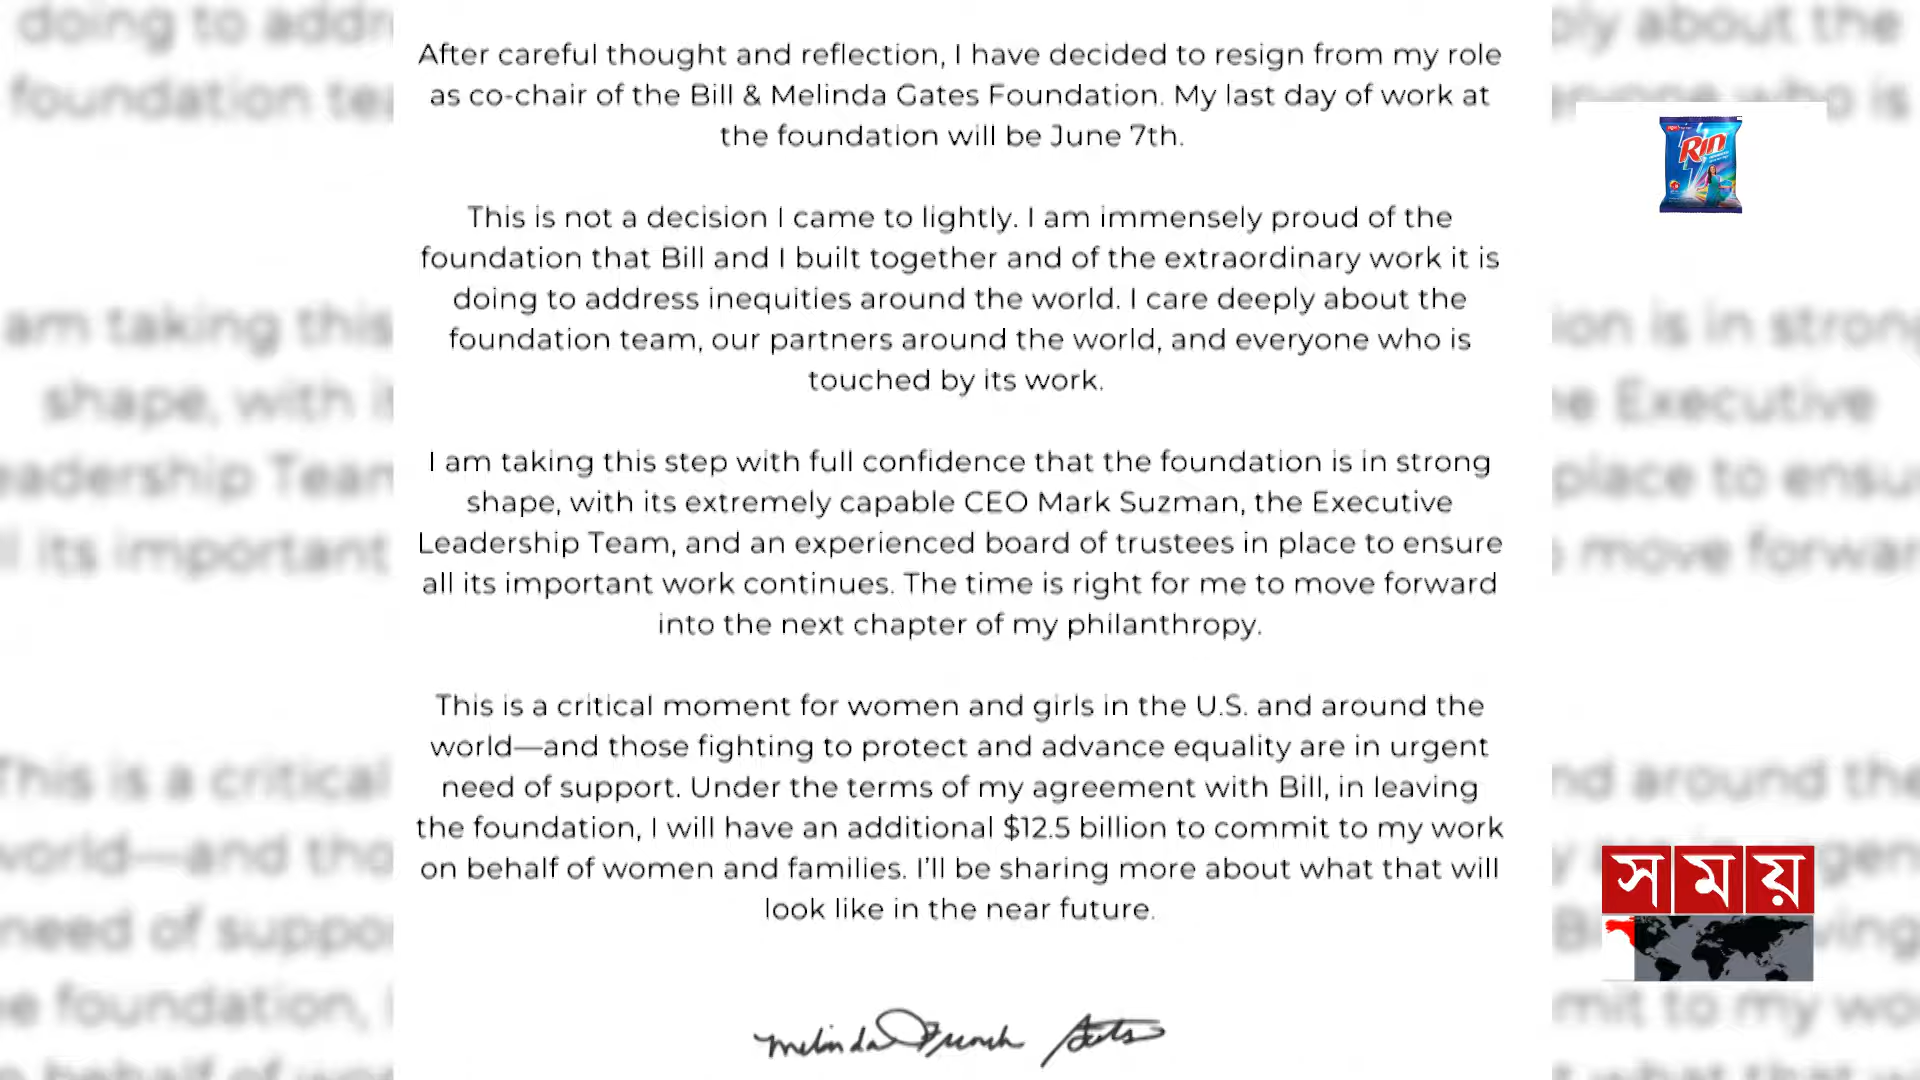 After careful thought and reflection, I have decided to resign from my role
as co-chair of the Bill & Melinda Gates Foundation. My last day of work at
the foundation will be June 7th.
This is not a decision I came to lightly. I am immensely proud of the
foundation that Bill and I built together and of the extraordinary work it is
doing to address inequities around the world. I care deeply about the
foundation team, our partners around the world, and everyone who is
touched by its work.
I am taking this step with full confidence that the foundation is in strong
shape, with its extremely capable CEO Mark Suzman, the Executive
Leadership Team, and an experienced board of trustees in place to ensure
all its important work continues. The time is right for me to move forward
into the next chapter of my philanthropy.
This is a critical moment for women and girls in the U.S. and around the
world—and those fighting to protect and advance equality are in urgent
need of support. Under the terms of my agreement with Bill, in leaving
the foundation, I will have an additional $12.5 billion to commit to my work
on behalf of women and families. I'll be sharing more about what that will
look like in the near future.
Melinda French Gates
Rin
সময়